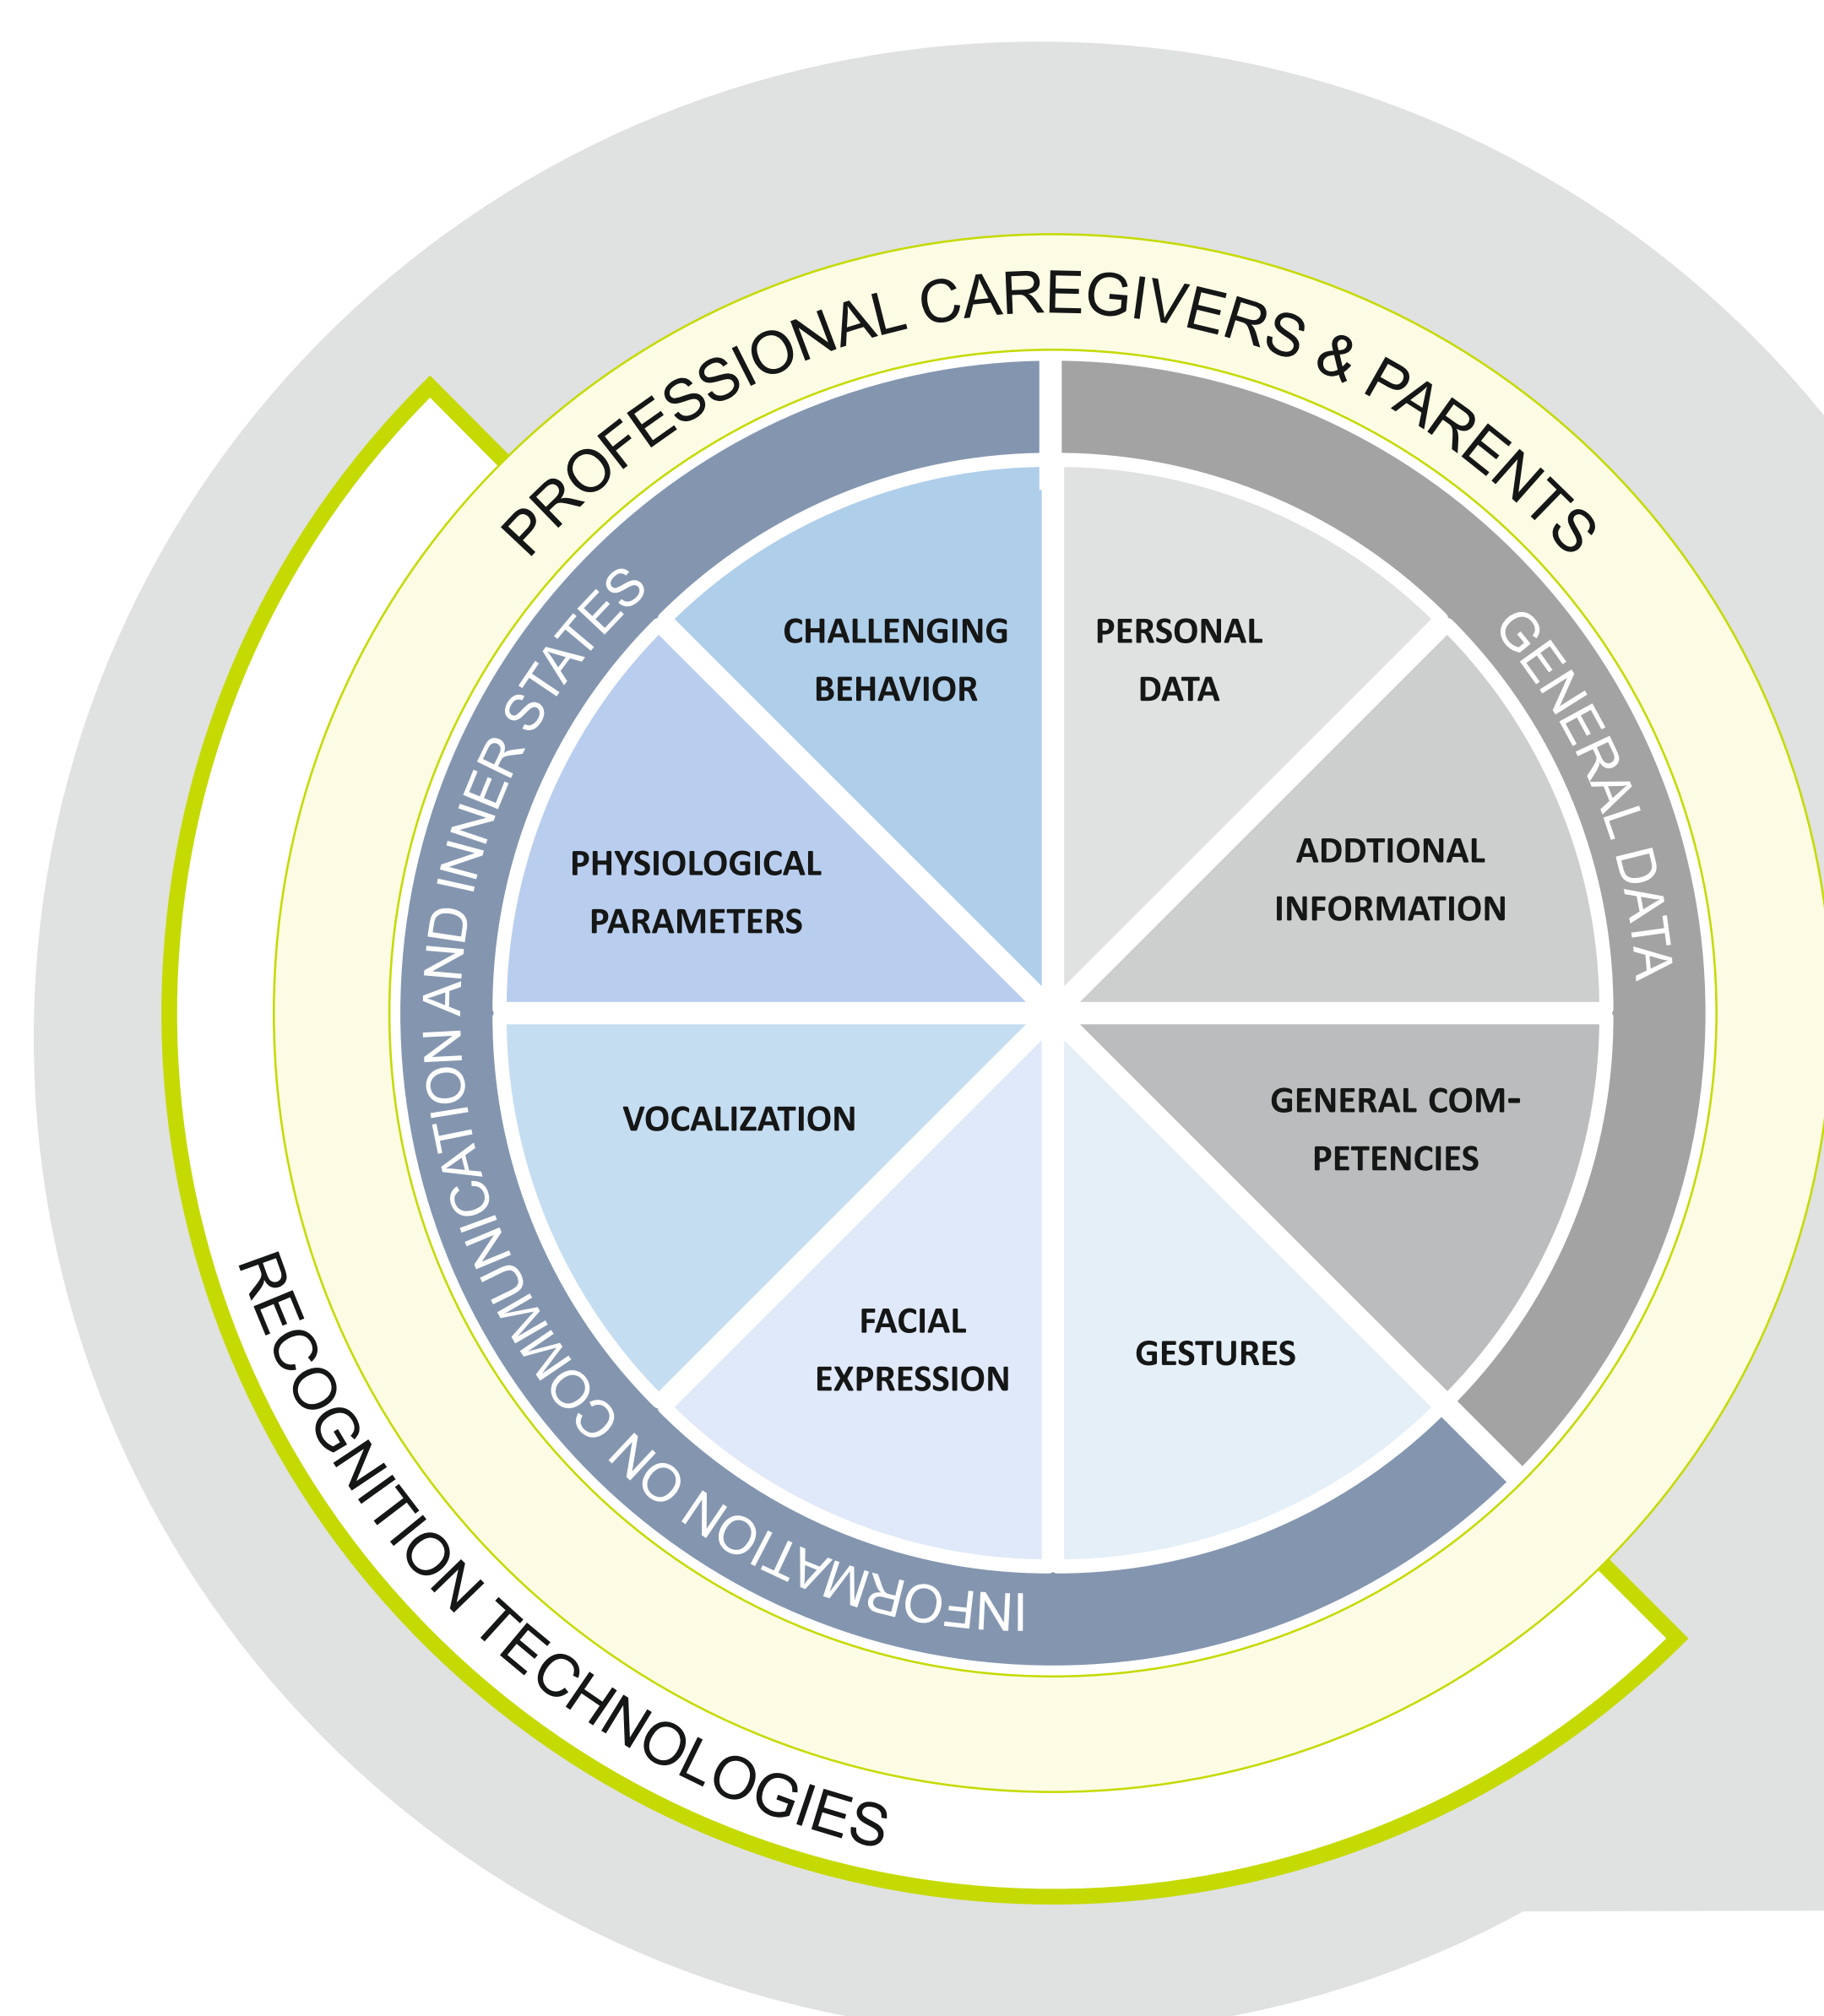 PROFESSIONAL CAREGIVERS & PARENTS
GENERAL DATA
INFORMATION ON COMMUNICATION AND INNER STATES
RECOGNITION TECHNOLOGIES
CHALLENGING
BEHAVIOR
PERSONAL
DATA
ADDTIONAL
INFORMATION
GENERAL COM-
PETENCIES
GESTURES
FACIAL
EXPRESSION
VOCALIZATION
PHYSIOLOGICAL
PARAMETERS